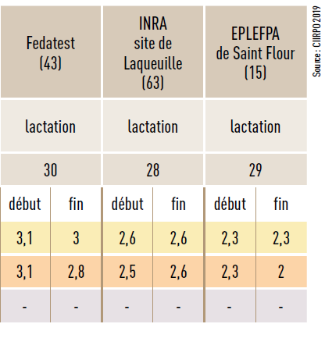 Fedatest (43) | INRA site de Laqueuille (63) | EPLEFPA de Saint Flour (15)
lactation | lactation | lactation
30 | 28 | 29
début | fin | début | fin | début | fin
3,1 | 3 | 2,6 | 2,6 | 2,3 | 2,3
3,1 | 2,8 | 2,5 | 2,6 | 2,3 | 2
- | - | - | - | - | -
Source : CIIRPO 2019